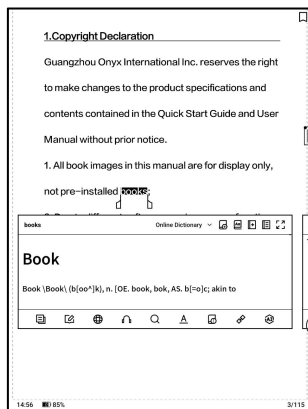 1.Copyright Declaration
Guangzhou Onyx International Inc. reserves the right
to make changes to the product specifications and
contents contained in the Quick Start Guide and User
Manual without prior notice.
1. All book images in this manual are for display only,
not pre-installed books;
books Online Dictionary
Book
Book \Book\ (b[oo^]k), n. [OE. book, bok, AS. b[=o]c; akin to
A
AI
14:56 85% 3/115